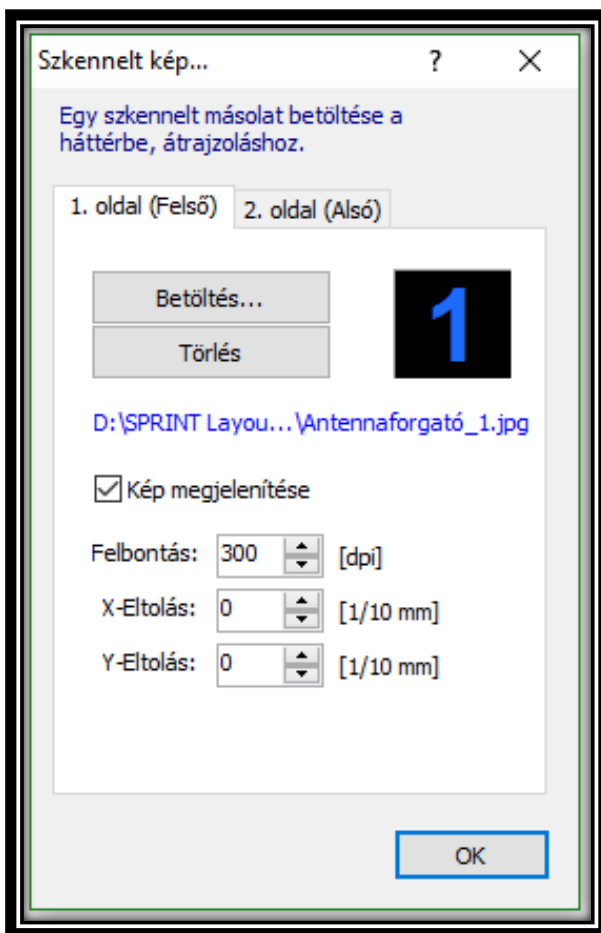 Szkennelt kép... ?
Egy szkennelt másolat betöltése a
háttérbe, átrajzoláshoz.
1. oldal (Felső) 2. oldal (Alsó)
Betöltés...
1
Törlés
D:\SPRINT Layou...\Antennaforgató_1.jpg
Kép megjelenítése
Felbontás: 300 [dpi]
X-Eltolás: 0 [1/10 mm]
Y-Eltolás: 0 [1/10 mm]
OK